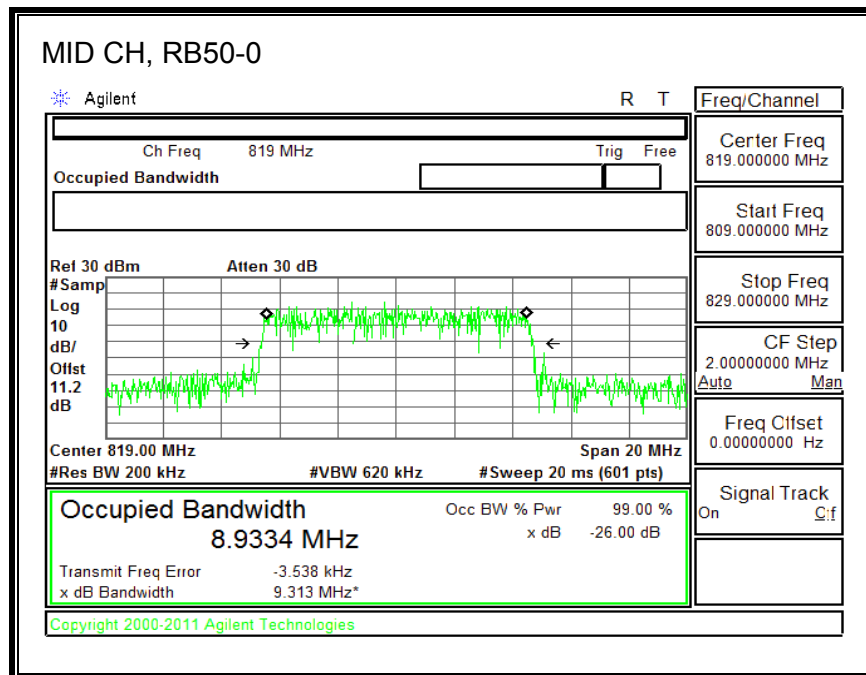 MID CH, RB50-0
Agilent R T Freq/Channel
Ch Freq 819 MHz Trig Free
Occupied Bandwidth
Center Freq
819.000000 MHz
Start Freq
809.000000 MHz
Stop Freq
829.000000 MHz
CF Step
2.00000000 MHz
Auto Man
Freq Offset
0.00000000 Hz
Signal Track
On Off
Ref 30 dBm Atten 30 dB
#Samp
Log
10
dB/
Offst
11.2
dB
Center 819.00 MHz Span 20 MHz
#Res BW 200 kHz #VBW 620 kHz #Sweep 20 ms (601 pts)
Occupied Bandwidth
8.9334 MHz
Occ BW % Pwr 99.00 %
x dB -26.00 dB
Transmit Freq Error -3.538 kHz
x dB Bandwidth 9.313 MHz*
Copyright 2000-2011 Agilent Technologies